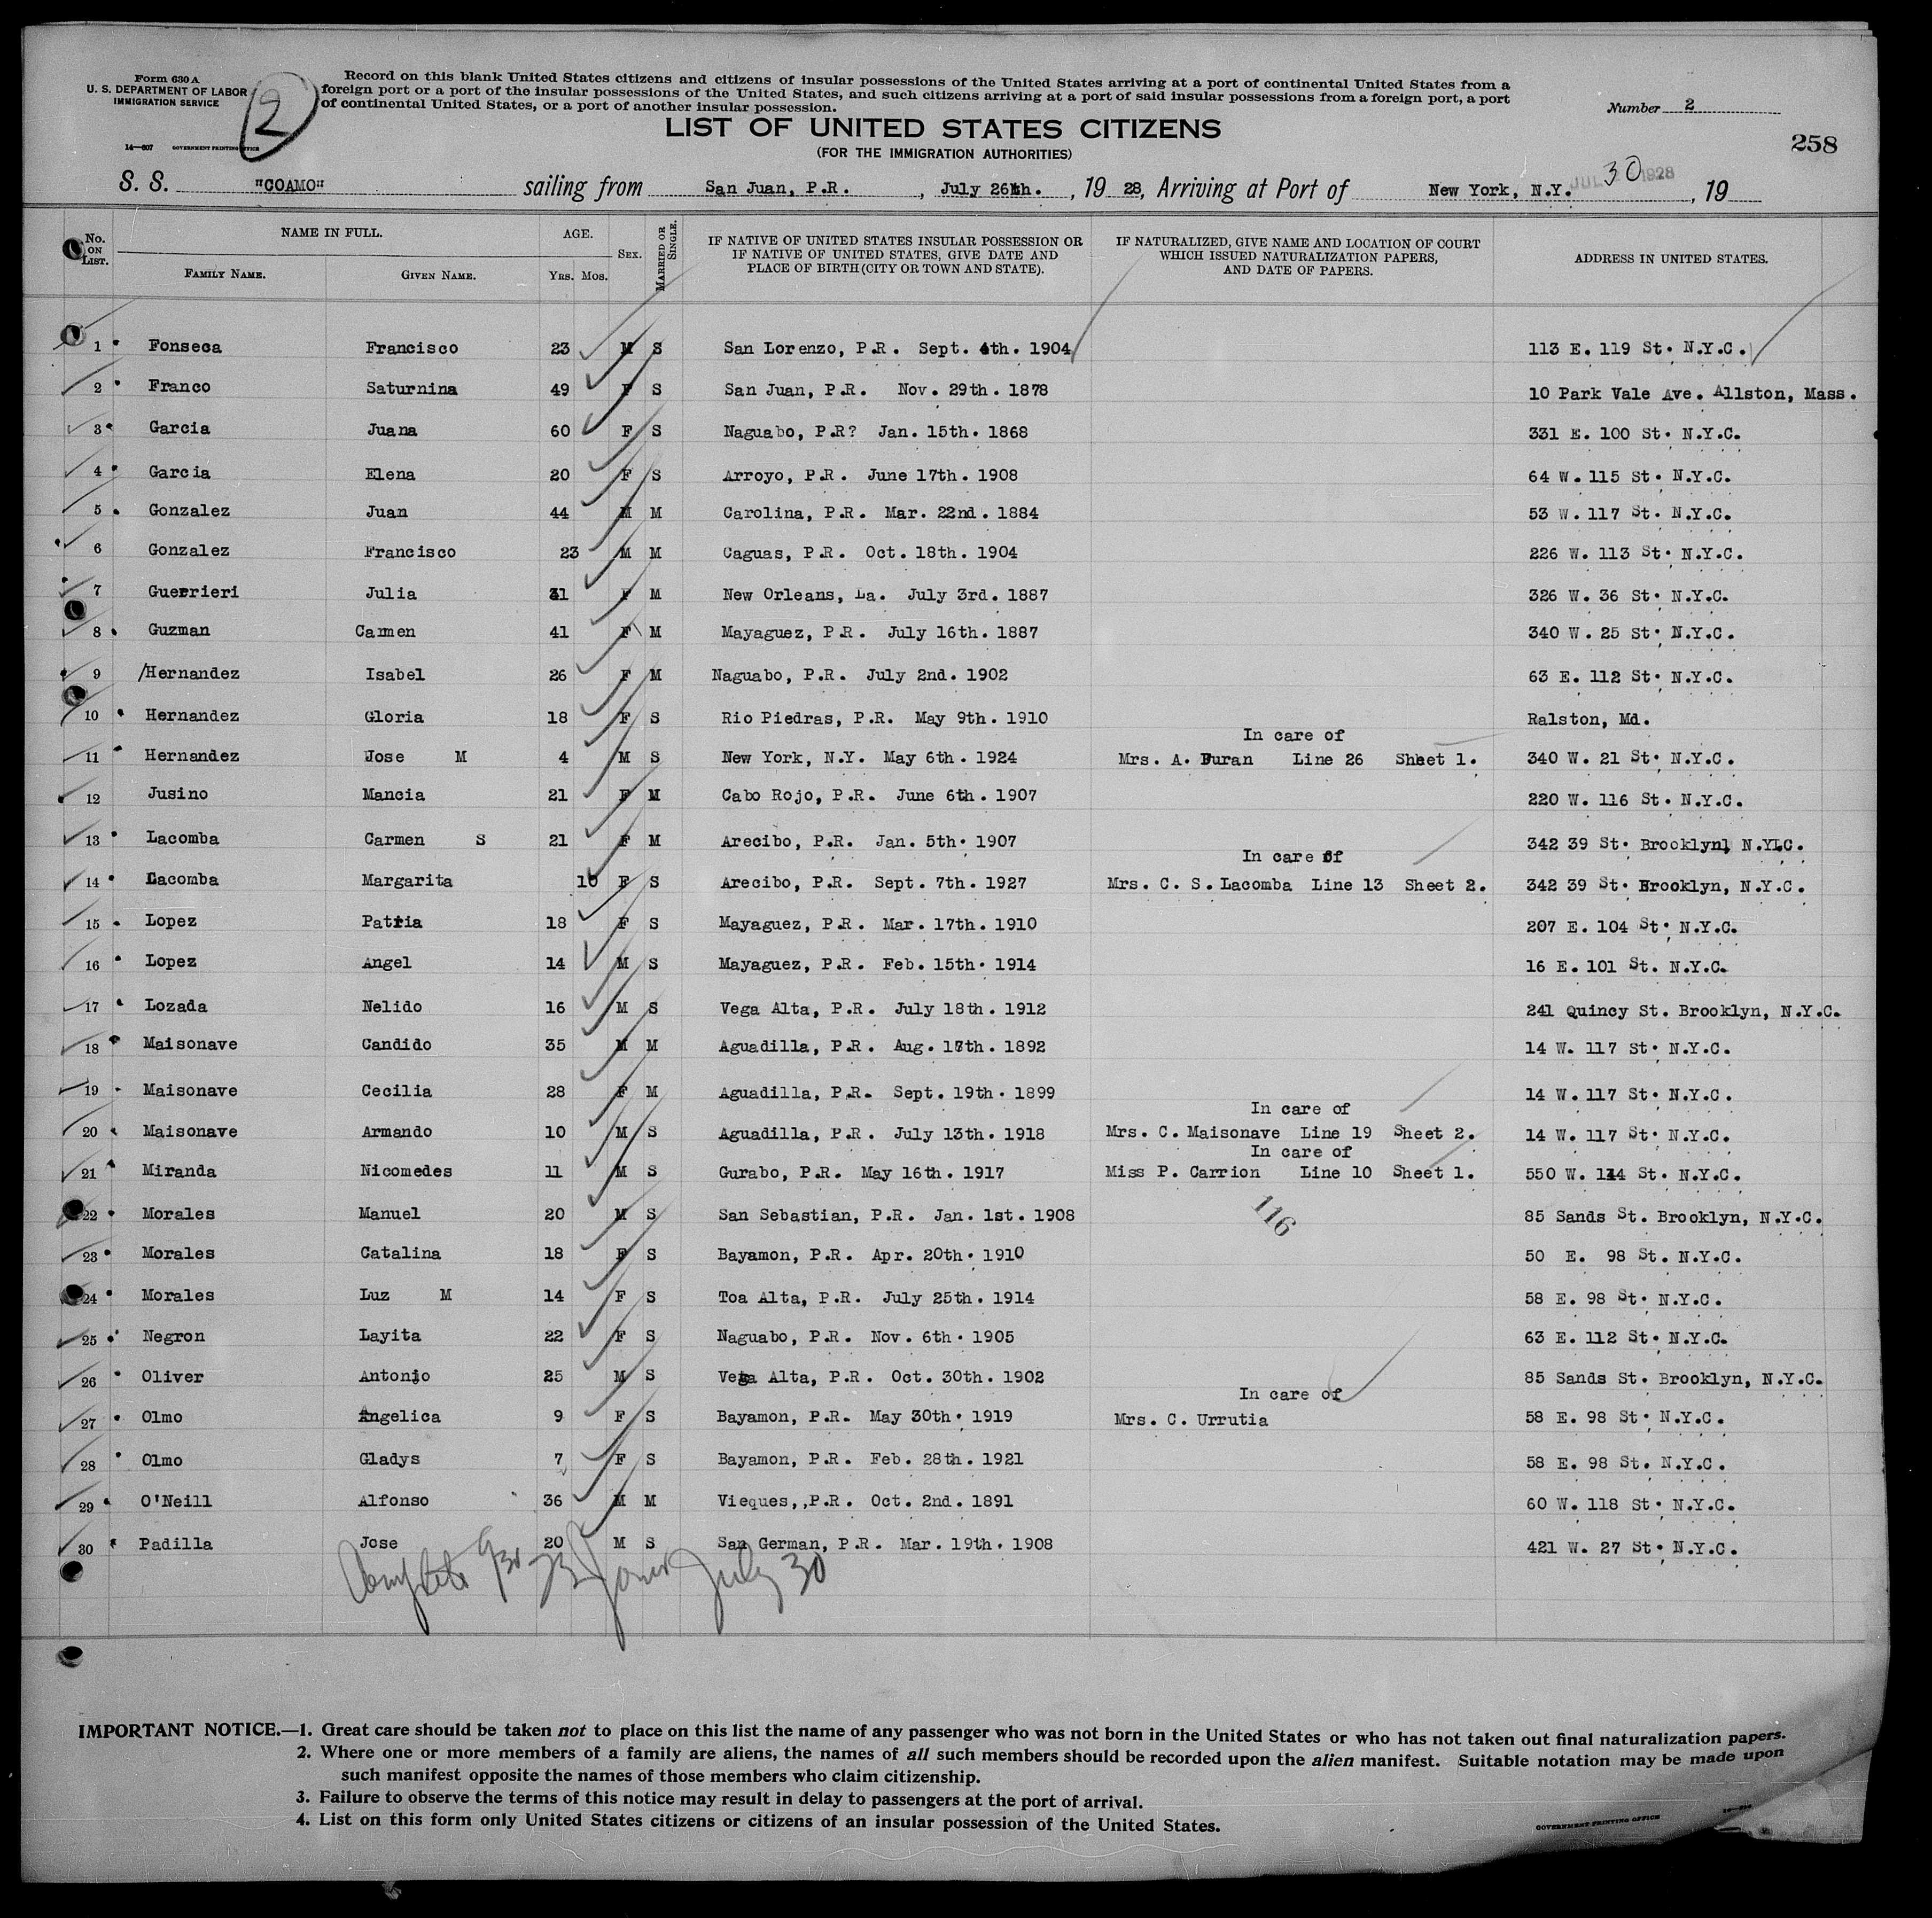 Form 630 A
U. S. DEPARTMENT OF LABOR
IMMIGRATION SERVICE
2
14—607 GOVERNMENT PRINTING OFFICE
Record on this blank United States citizens and citizens of insular possessions of the United States arriving at a port of continental United States from a
foreign port or a port of the insular possessions of the United States, and such citizens arriving at a port of said insular possessions from a foreign port, a port
of continental United States, or a port of another insular possession.
Number 2
LIST OF UNITED STATES CITIZENS
(FOR THE IMMIGRATION AUTHORITIES)
258
S. S. "COAMO" sailing from San Juan, P.R. , July 26th. , 19 28, Arriving at Port of New York, N.Y. JUL 30 1928 , 19
No. ON LIST. NAME IN FULL. FAMILY NAME. GIVEN NAME. AGE. YRS. MOS. SEX. MARRIED OR SINGLE. IF NATIVE OF UNITED STATES INSULAR POSSESSION OR IF NATIVE OF UNITED STATES, GIVE DATE AND PLACE OF BIRTH (CITY OR TOWN AND STATE). IF NATURALIZED, GIVE NAME AND LOCATION OF COURT WHICH ISSUED NATURALIZATION PAPERS, AND DATE OF PAPERS. ADDRESS IN UNITED STATES.
1 Fonseca Francisco 23 M S San Lorenzo, P.R. Sept. 4th. 1904 113 E. 119 St. N.Y.C.
2 Franco Saturnina 49 F S San Juan, P.R. Nov. 29th. 1878 10 Park Vale Ave. Allston, Mass.
3 Garcia Juana 60 F S Naguabo, P.R? Jan. 15th. 1868 331 E. 100 St. N.Y.C.
4 Garcia Elena 20 F S Arroyo, P.R. June 17th. 1908 64 W. 115 St. N.Y.C.
5 Gonzalez Juan 44 M M Carolina, P.R. Mar. 22nd. 1884 53 W. 117 St. N.Y.C.
6 Gonzalez Francisco 23 M M Caguas, P.R. Oct. 18th. 1904 226 W. 113 St. N.Y.C.
7 Guerrieri Julia F M New Orleans, La. July 3rd. 1887 326 W. 36 St. N.Y.C.
8 Guzman Carmen 41 F M Mayaguez, P.R. July 16th. 1887 340 W. 25 St. N.Y.C.
9 /Hernandez Isabel 26 F M Naguabo, P.R. July 2nd. 1902 63 E. 112 St. N.Y.C.
10 Hernandez Gloria 18 F S Rio Piedras, P.R. May 9th. 1910 Ralston, Md.
In care of
11 Hernandez Jose M 4 M S New York, N.Y. May 6th. 1924 Mrs. A. Duran Line 26 Sheet 1. 340 W. 21 St. N.Y.C.
12 Jusino Mancia 21 F M Cabo Rojo, P.R. June 6th. 1907 220 W. 116 St. N.Y.C.
13 Lacomba Carmen S 21 F M Arecibo, P.R. Jan. 5th. 1907 342 39 St. Brooklyn, N.Y.C.
In care of
14 Lacomba Margarita 10 F S Arecibo, P.R. Sept. 7th. 1927 Mrs. C. S. Lacomba Line 13 Sheet 2. 342 39 St. Brooklyn, N.Y.C.
15 Lopez Patria 18 F S Mayaguez, P.R. Mar. 17th. 1910 207 E. 104 St. N.Y.C.
16 Lopez Angel 14 M S Mayaguez, P.R. Feb. 15th. 1914 16 E. 101 St. N.Y.C.
17 Lozada Nelido 16 M S Vega Alta, P.R. July 18th. 1912 241 Quincy St. Brooklyn, N.Y.C.
18 Maisonave Candido 35 M M Aguadilla, P.R. Aug. 1892 14 W. 117 St. N.Y.C.
19 Maisonave Cecilia 28 F M Aguadilla, P.R. Sept. 19th. 1899 14 W. 117 St. N.Y.C.
In care of
20 Maisonave Armando 10 M S Aguadilla, P.R. July 13th. 1918 Mrs. C. Maisonave Line 19 Sheet 2. 14 W. 117 St. N.Y.C.
In care of
21 Miranda Nicomedes 11 M S Gurabo, P.R. May 16th. 1917 Miss P. Carrion Line 10 Sheet 1. 550 W. 144 St. N.Y.C.
22 Morales Manuel 20 M S San Sebastian, P.R. Jan. 1st. 1908 116 85 Sands St. Brooklyn, N.Y.C.
23 Morales Catalina 18 F S Bayamon, P.R. Apr. 20th. 1910 50 E. 98 St. N.Y.C.
24 Morales Luz M 14 F S Toa Alta, P.R. July 25th. 1914 58 E. 98 St. N.Y.C.
25 Negron Layita 22 F S Naguabo, P.R. Nov. 6th. 1905 63 E. 112 St. N.Y.C.
26 Oliver Antonio 25 M S Vega Alta, P.R. Oct. 30th. 1902 85 Sands St. Brooklyn, N.Y.C.
In care of
27 Olmo Angelica 9 F S Bayamon, P.R. May 30th. 1919 Mrs. C. Urrutia 58 E. 98 St. N.Y.C.
28 Olmo Gladys 7 F S Bayamon, P.R. Feb. 28th. 1921 58 E. 98 St. N.Y.C.
29 O'Neill Alfonso 36 M M Vieques,,P.R. Oct. 2nd. 1891 60 W. 118 St. N.Y.C.
30 Padilla Jose 20 M S San German, P.R. Mar. 19th. 1908 421 W. 27 St. N.Y.C.
Complete July 30
IMPORTANT NOTICE.—1. Great care should be taken not to place on this list the name of any passenger who was not born in the United States or who has not taken out final naturalization papers.
2. Where one or more members of a family are aliens, the names of all such members should be recorded upon the alien manifest. Suitable notation may be made upon
such manifest opposite the names of those members who claim citizenship.
3. Failure to observe the terms of this notice may result in delay to passengers at the port of arrival.
4. List on this form only United States citizens or citizens of an insular possession of the United States.
GOVERNMENT PRINTING OFFICE